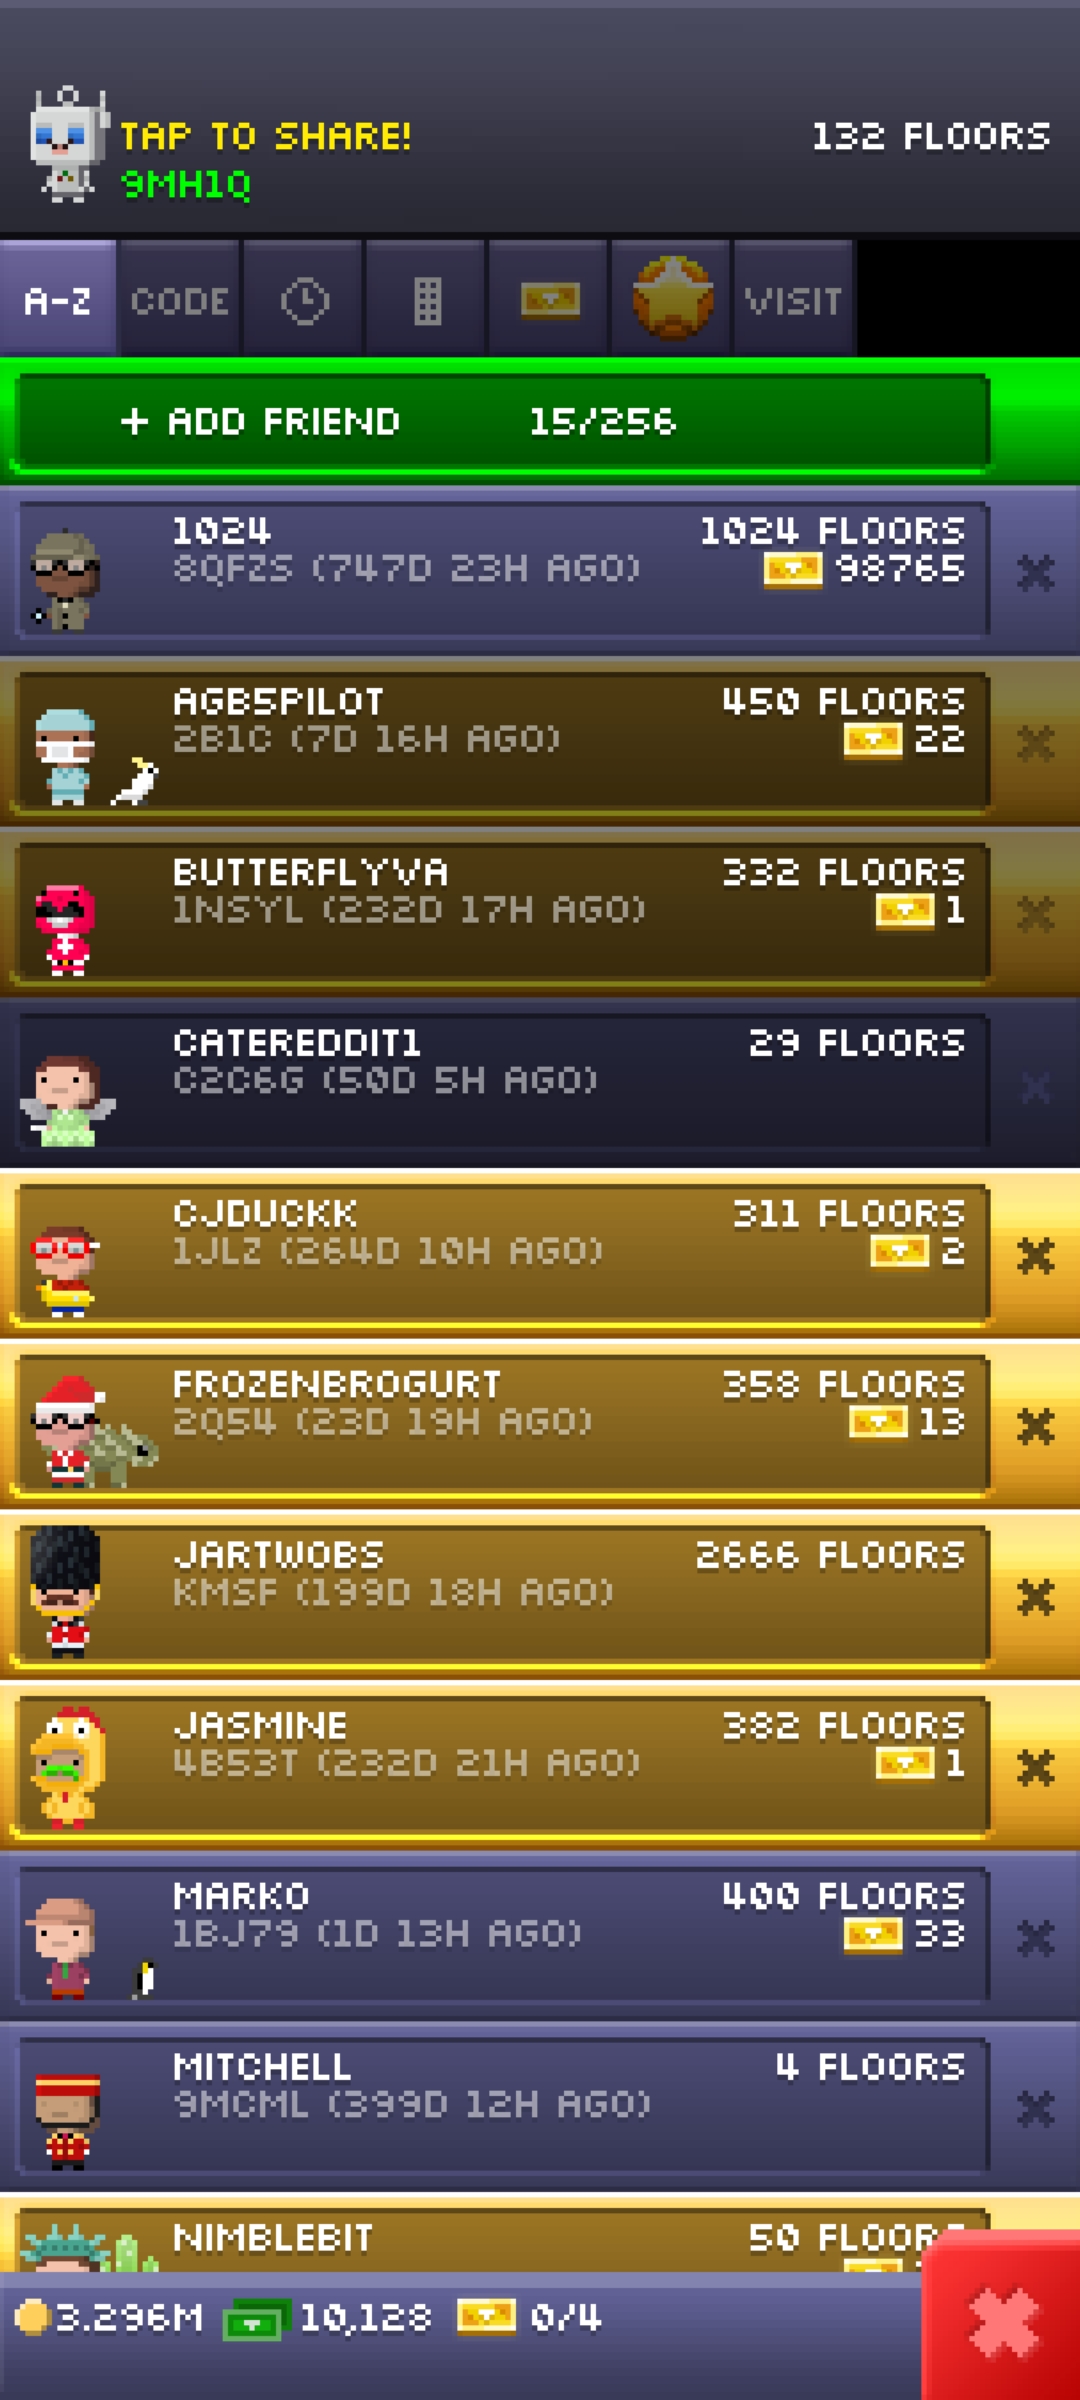 TAP TO SHARE!
132 FLOORS
9MH1Q
A-Z CODE VISIT
+ ADD FRIEND 15/256
1024 1024 FLOORS
8QFZS (747D 23H AGO) 98765
AGB5PILOT 450 FLOORS
2B1C (7D 16H AGO) 22
BUTTERFLYVA 332 FLOORS
1NSYL (232D 17H AGO) 1
CATEREDDIT1 29 FLOORS
C2C6G (50D 5H AGO)
CJDUCKK 311 FLOORS
1JLZ (264D 10H AGO) 2
FROZENBROGURT 358 FLOORS
2Q54 (23D 19H AGO) 13
JARTWOBS 2666 FLOORS
KMSF (199D 18H AGO)
JASMINE 382 FLOORS
4B53T (232D 21H AGO) 1
MARKO 400 FLOORS
1BJ79 (1D 13H AGO) 33
MITCHELL 4 FLOORS
9MCML (399D 12H AGO)
NIMBLEBIT 50 FLOORS
3.296M 10,128 0/4